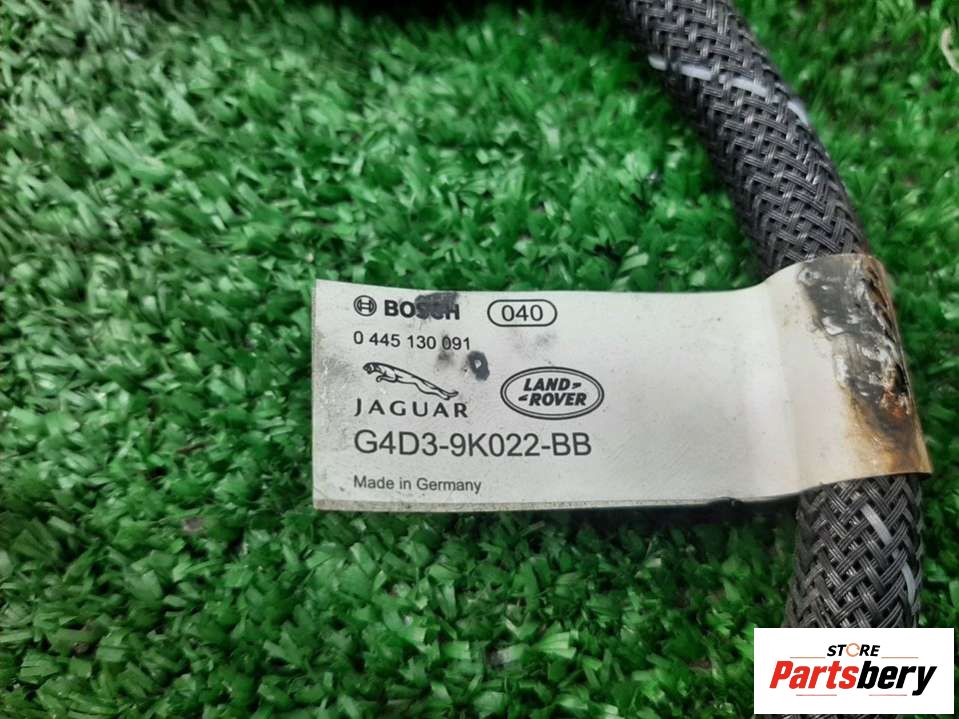 BOSCH 040
0 445 130 091
JAGUAR LAND ROVER
G4D3-9K022-BB
Made in Germany
STORE
Partsbery